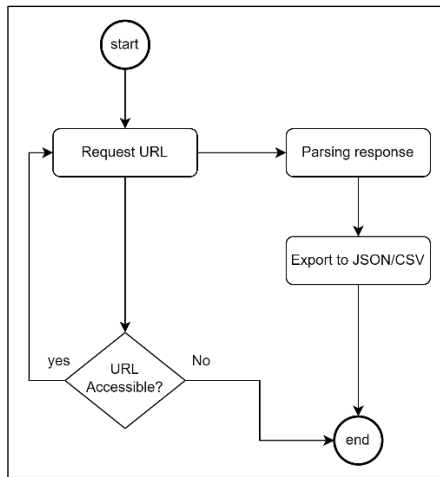 start
Request URL
Parsing response
Export to JSON/CSV
yes
URL
Accessible?
No
end